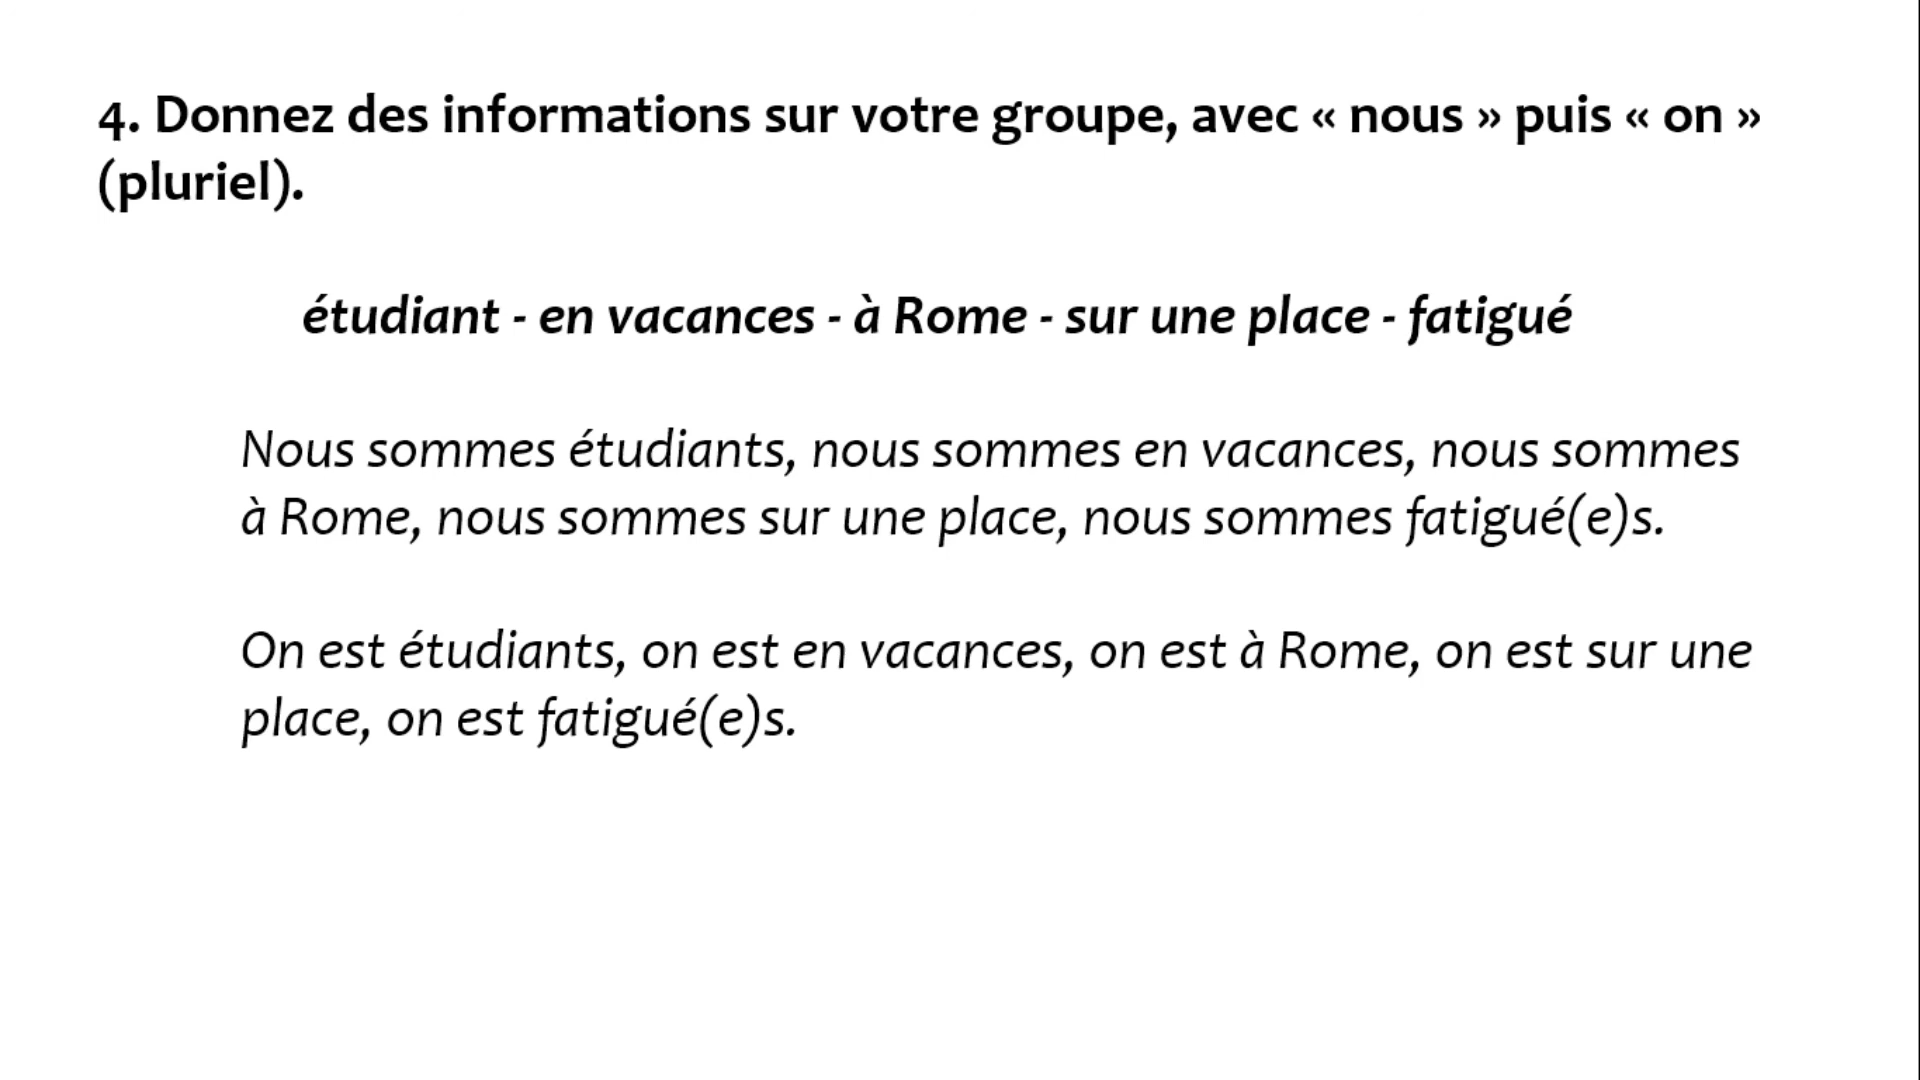 4. Donnez des informations sur votre groupe, avec « nous » puis « on »
(pluriel).
étudiant - en vacances - à Rome - sur une place - fatigué
Nous sommes étudiants, nous sommes en vacances, nous sommes
à Rome, nous sommes sur une place, nous sommes fatigué(e)s.
On est étudiants, on est en vacances, on est à Rome, on est sur une
place, on est fatigué(e)s.